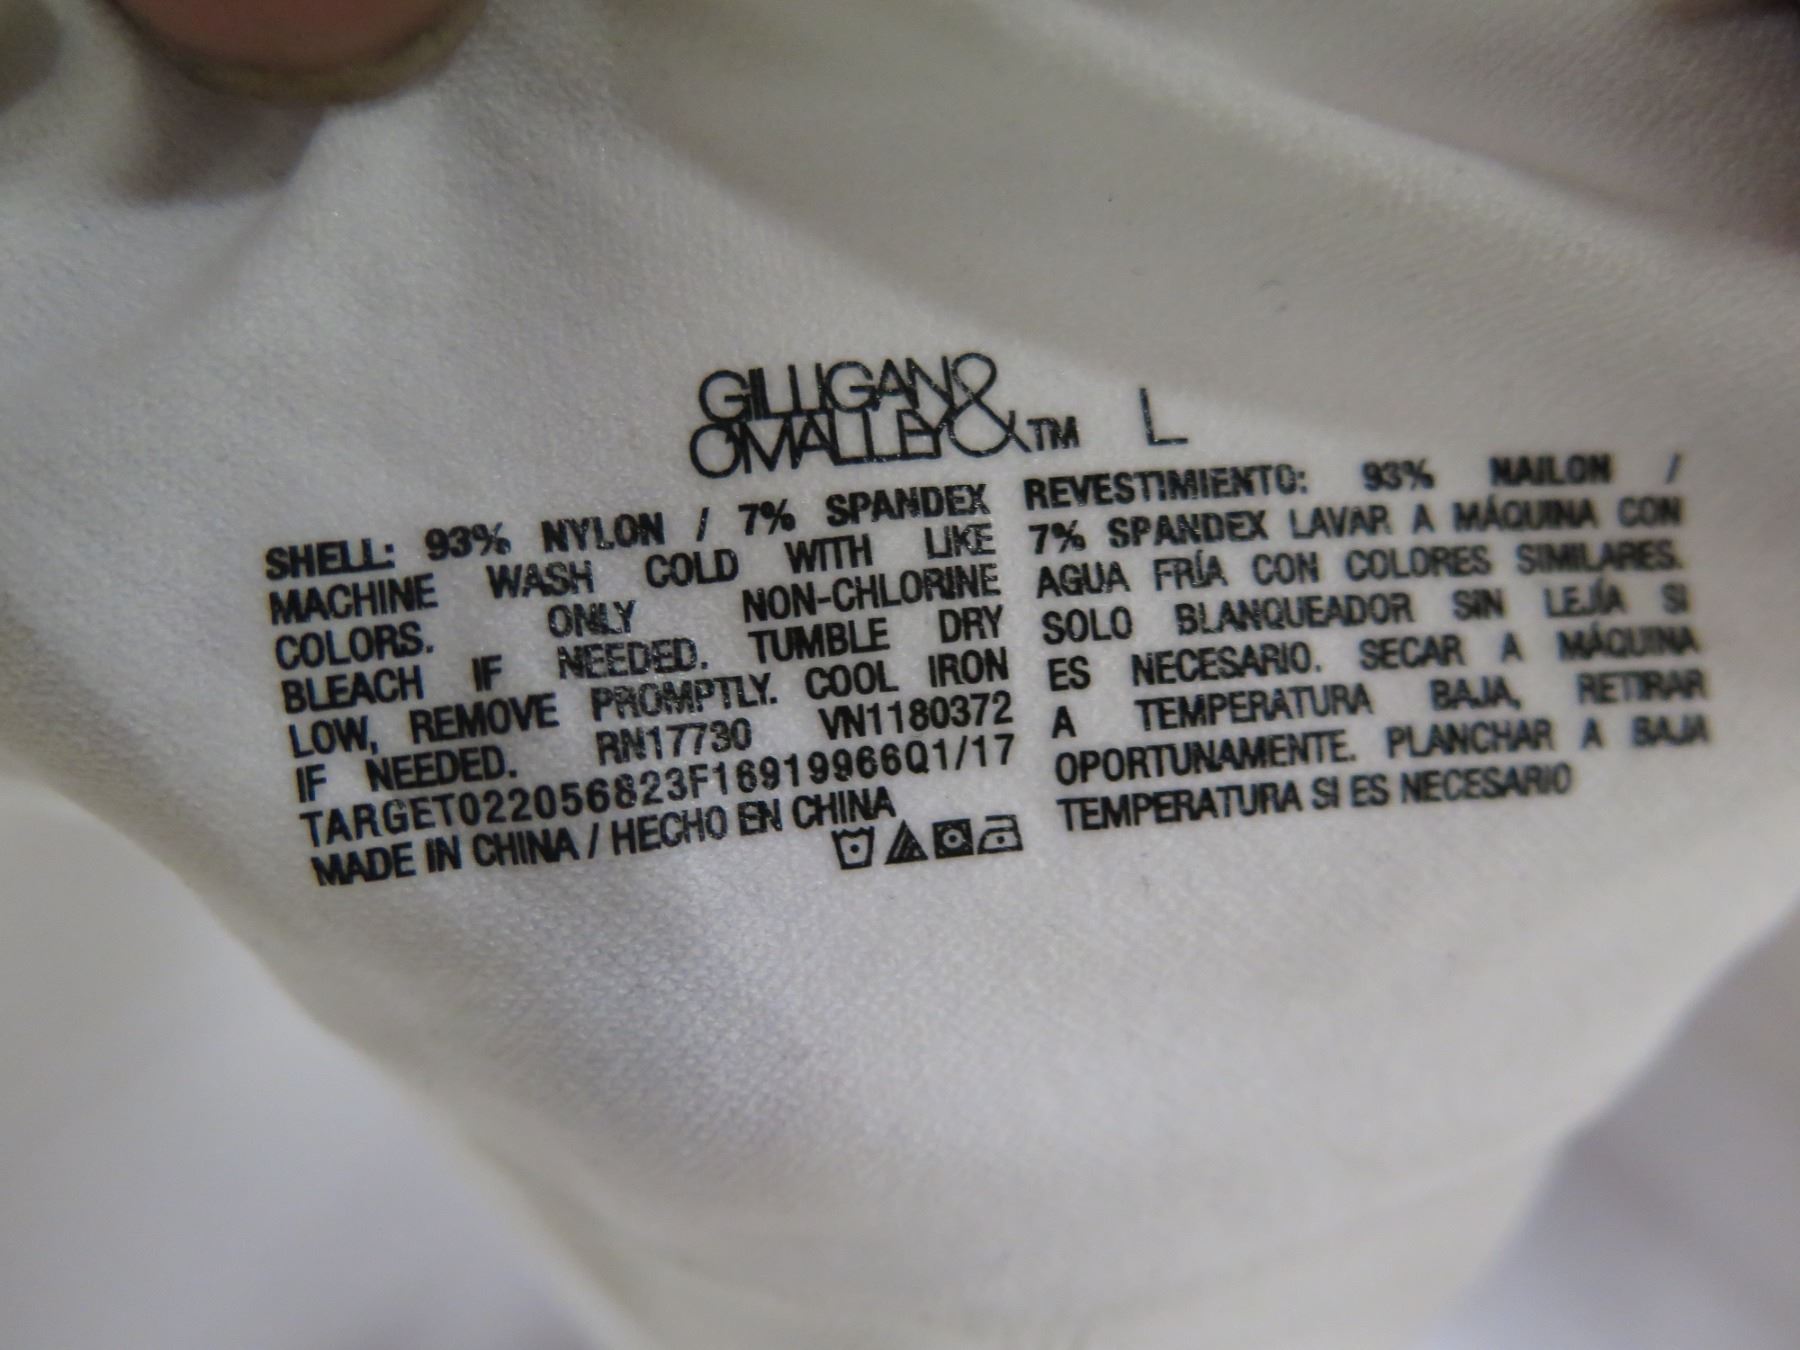 GILLIGAN &
O'MALLEY TM L
SHELL: 93% NYLON / 7% SPANDEX
MACHINE WASH COLD WITH LIKE
COLORS. ONLY NON-CHLORINE
BLEACH IF NEEDED. TUMBLE DRY
LOW, REMOVE PROMPTLY. COOL IRON
IF NEEDED. RN17730 VN1180372
TARGET022056823F16919966Q1/17
MADE IN CHINA / HECHO EN CHINA
REVESTIMIENTO: 93% NAILON /
7% SPANDEX LAVAR A MÁQUINA CON
AGUA FRÍA CON COLORES SIMILARES.
SOLO BLANQUEADOR SIN LEJÍA SI
ES NECESARIO. SECAR A MÁQUINA
A TEMPERATURA BAJA, RETIRAR
OPORTUNAMENTE. PLANCHAR A BAJA
TEMPERATURA SI ES NECESARIO